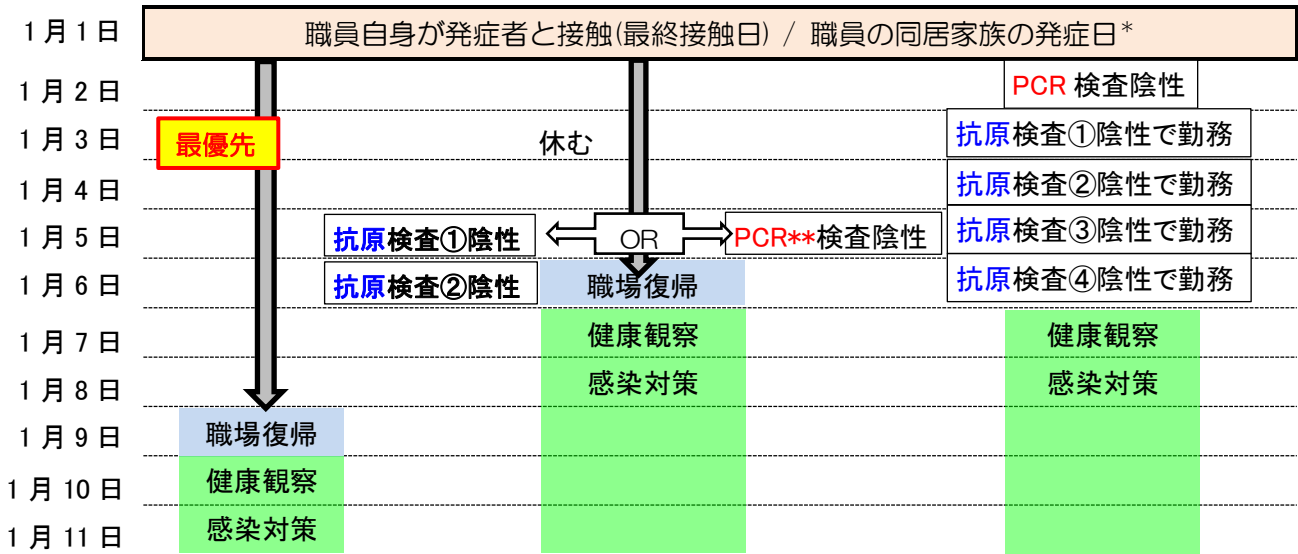 1月1日 職員自身が発症者と接触(最終接触日) / 職員の同居家族の発症日*
1月2日 PCR 検査陰性
1月3日 最優先 休む 抗原検査①陰性で勤務
1月4日 抗原検査②陰性で勤務
1月5日 抗原検査①陰性 OR PCR**検査陰性 抗原検査③陰性で勤務
1月6日 抗原検査②陰性 職場復帰 抗原検査④陰性で勤務
1月7日 健康観察 健康観察
1月8日 感染対策 感染対策
1月9日 職場復帰
1月10日 健康観察
1月11日 感染対策